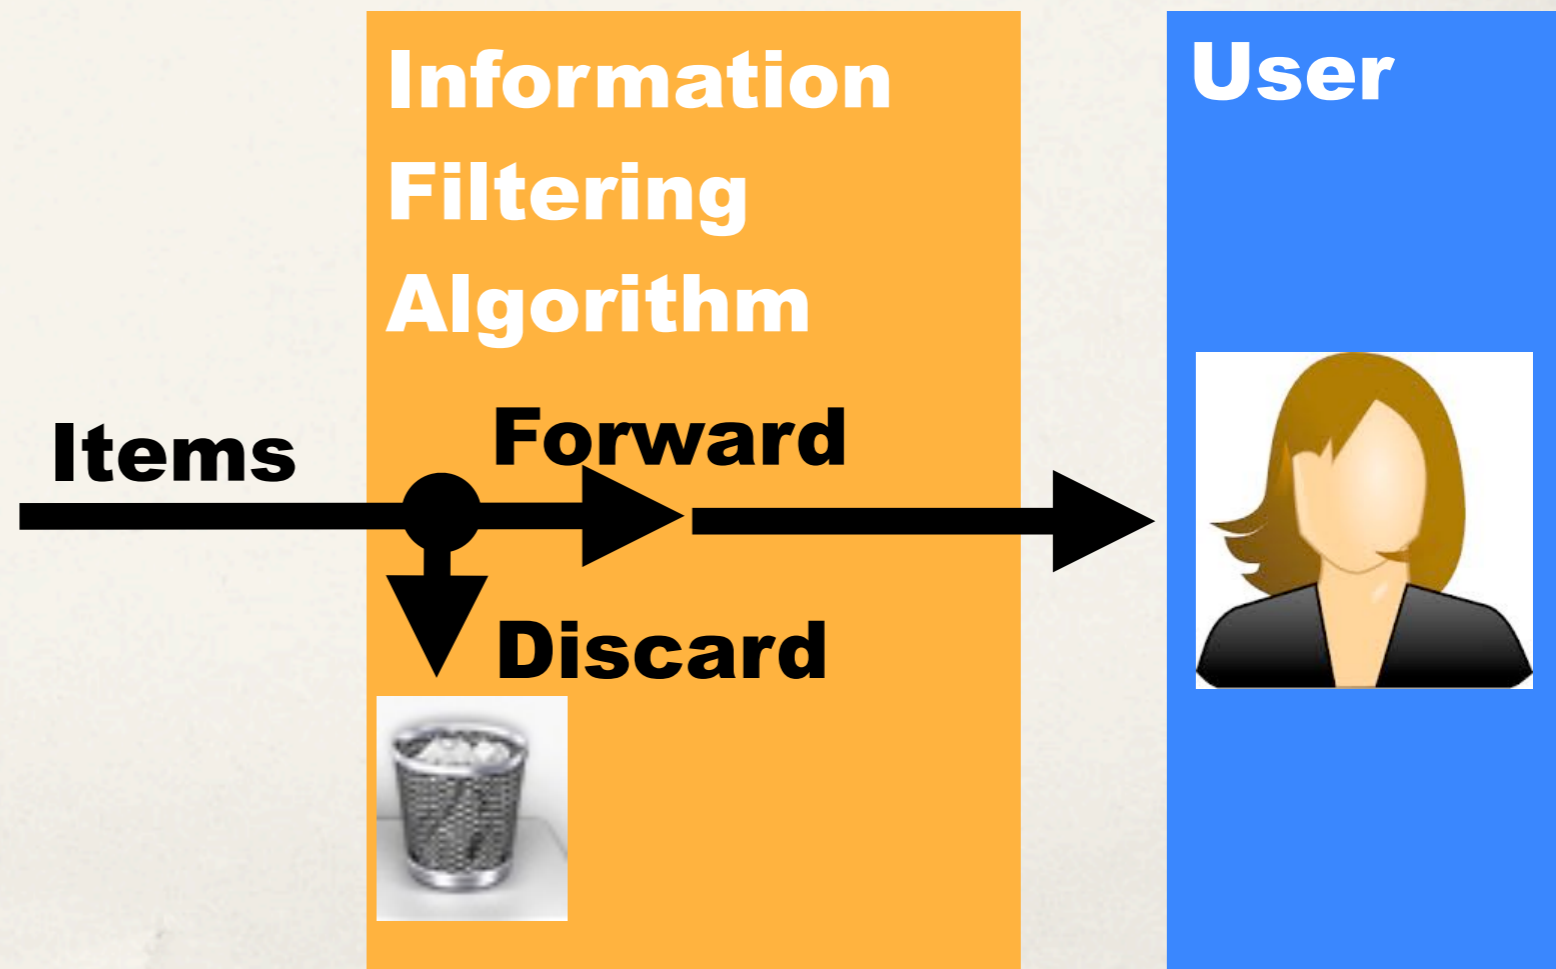 Information
Filtering
Algorithm
User
Items
Forward
Discard